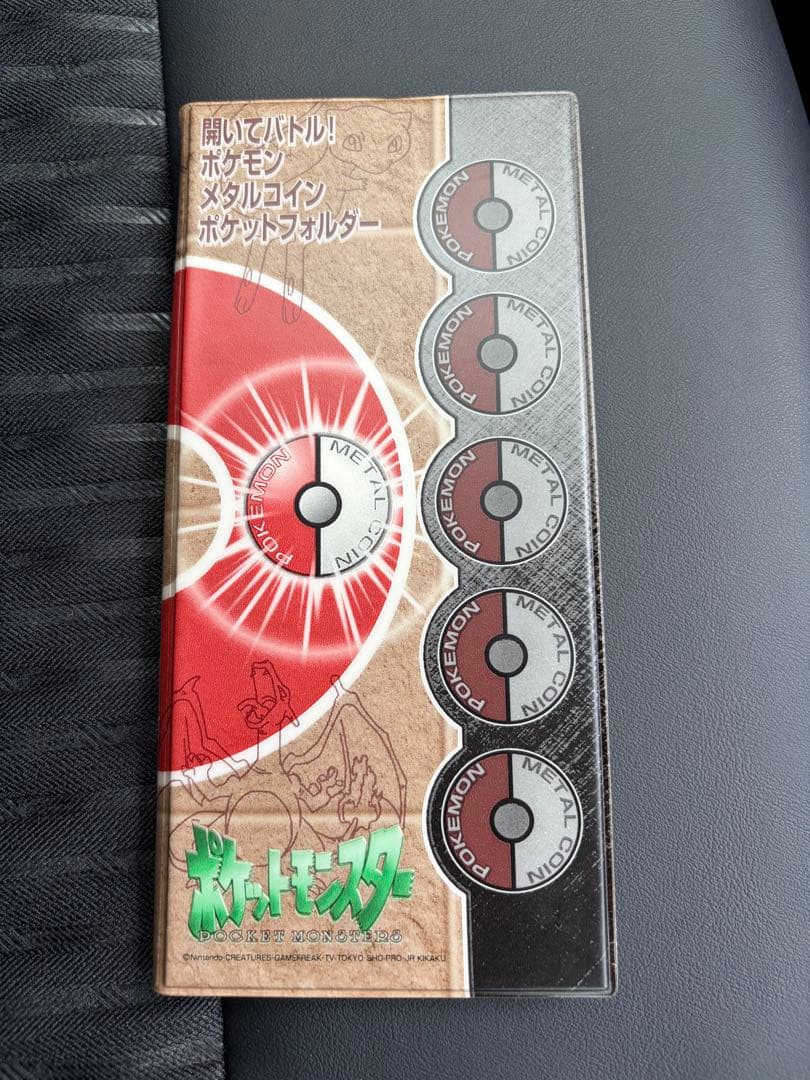 開いてバトル!
ポケモン
メタルコイン
ポケットフォルダー
POKEMON METAL COIN
POKEMON METAL COIN
POKEMON METAL COIN
POKEMON METAL COIN
POKEMON METAL COIN
POKEMON METAL COIN
ポケットモンスター
POCKET MONSTERS
©Nintendo・CREATURES・GAMEFREAK・TV-TOKYO・SHO-PRO・JR KIKAKU